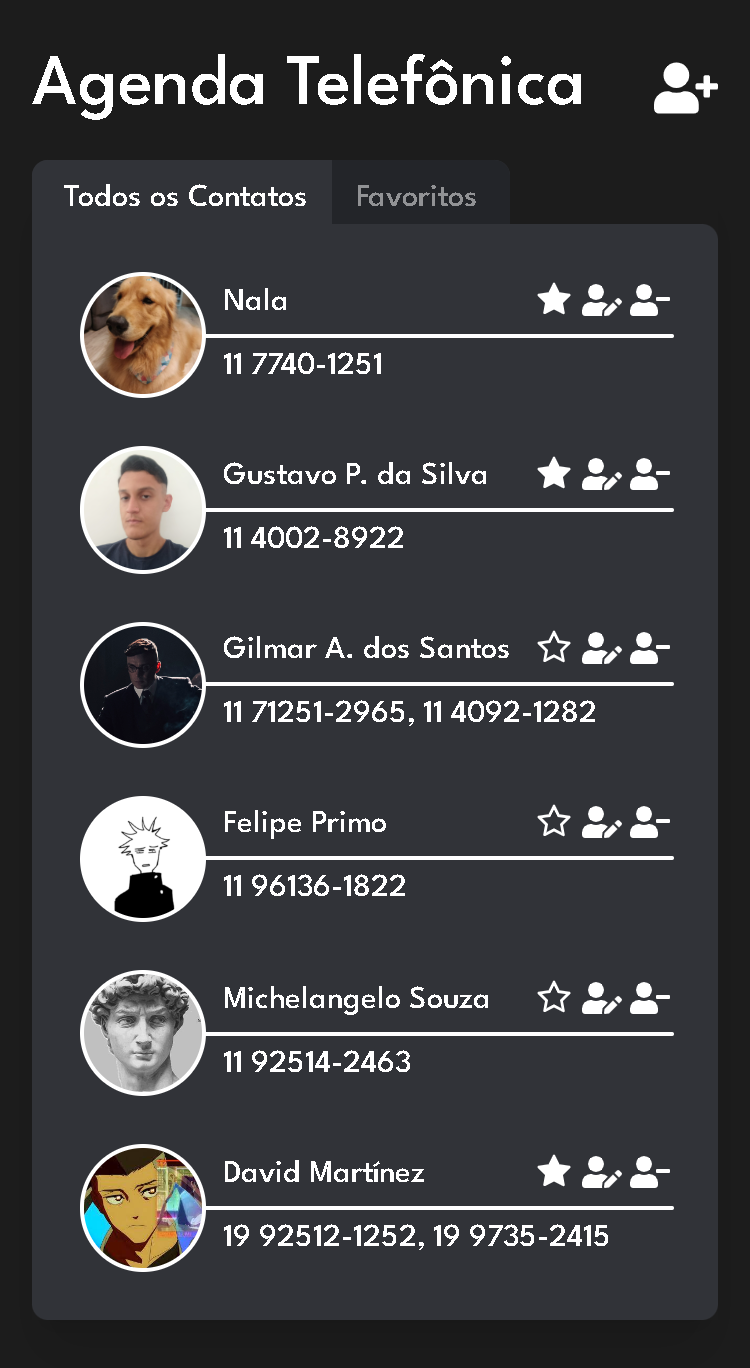 Agenda Telefônica
Todos os Contatos
Favoritos
Nala
11 7740-1251
Gustavo P. da Silva
11 4002-8922
Gilmar A. dos Santos
11 71251-2965, 11 4092-1282
Felipe Primo
11 96136-1822
Michelangelo Souza
11 92514-2463
David Martínez
19 92512-1252, 19 9735-2415